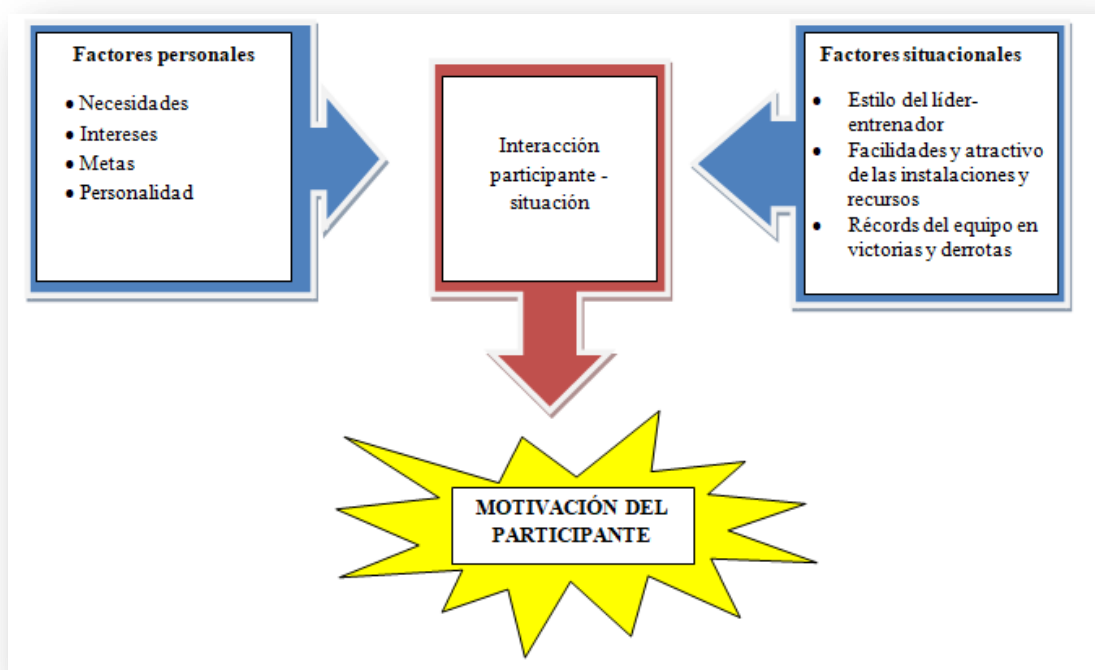 Factores personales
• Necesidades
• Intereses
• Metas
• Personalidad
Interacción
participante -
situación
Factores situacionales
• Estilo del líder-
entrenador
• Facilidades y atractivo
de las instalaciones y
recursos
• Récords del equipo en
victorias y derrotas
MOTIVACIÓN DEL
PARTICIPANTE